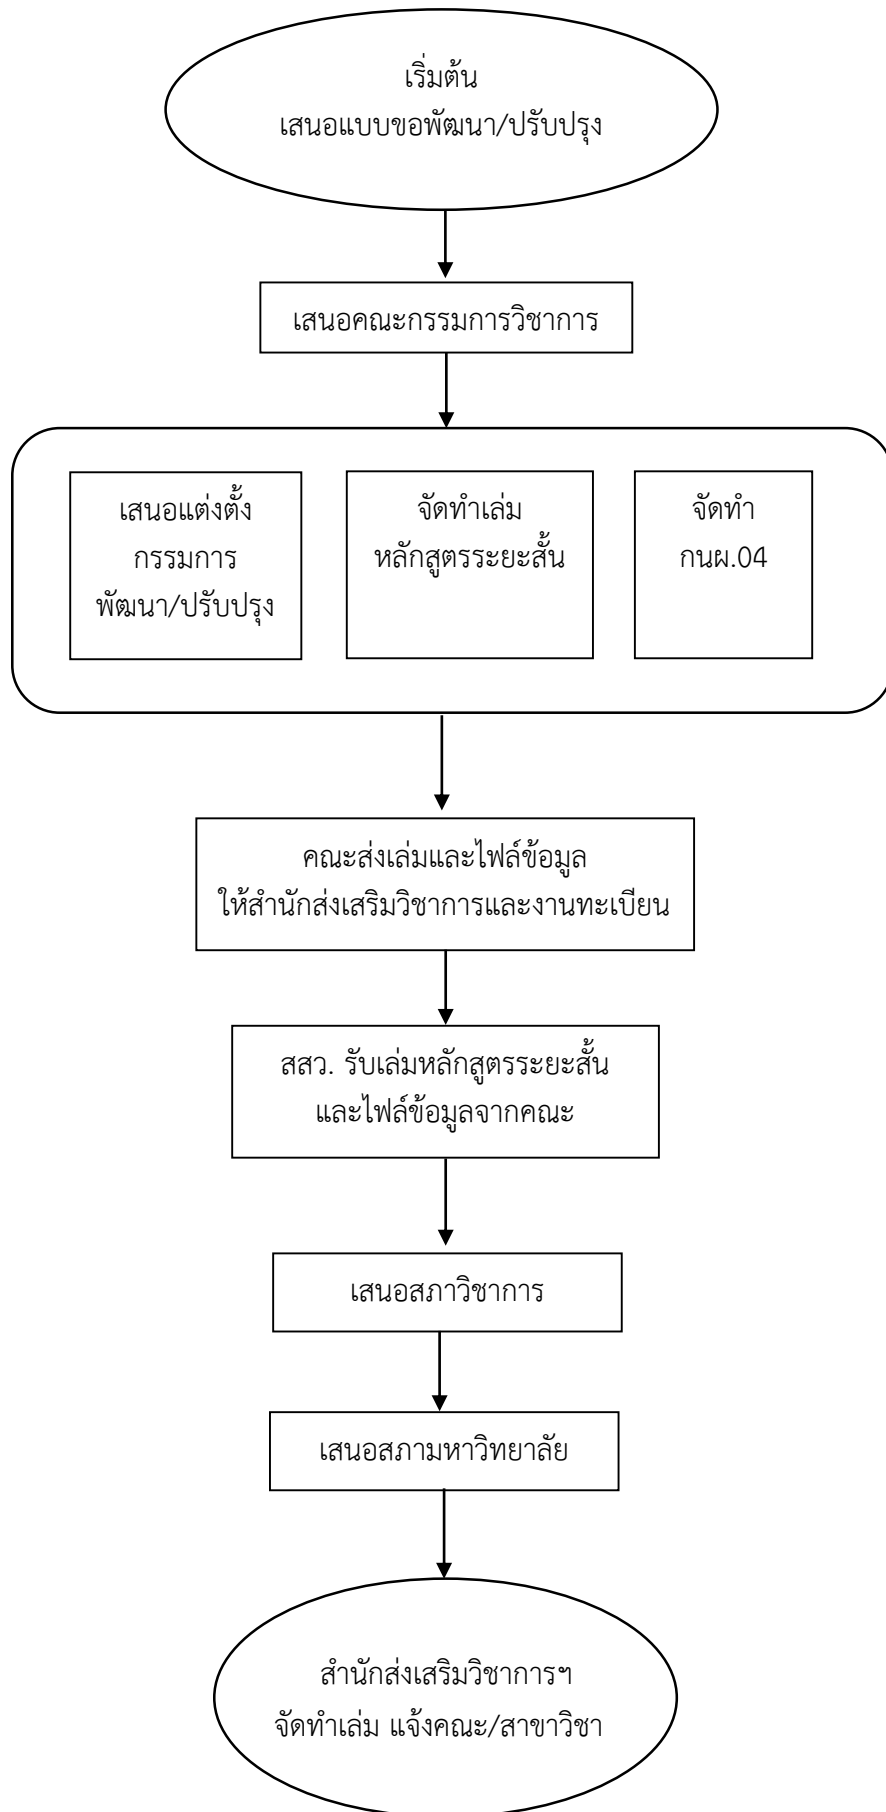 เริ่มต้น
เสนอแบบขอพัฒนา/ปรับปรุง
เสนอคณะกรรมการวิชาการ
เสนอแต่งตั้ง
กรรมการ
พัฒนา/ปรับปรุง
จัดทำเล่ม
หลักสูตรระยะสั้น
จัดทำ
กนผ.04
คณะส่งเล่มและไฟล์ข้อมูล
ให้สำนักส่งเสริมวิชาการและงานทะเบียน
สสว. รับเล่มหลักสูตรระยะสั้น
และไฟล์ข้อมูลจากคณะ
เสนอสภาวิชาการ
เสนอสภามหาวิทยาลัย
สำนักส่งเสริมวิชาการฯ
จัดทำเล่ม แจ้งคณะ/สาขาวิชา